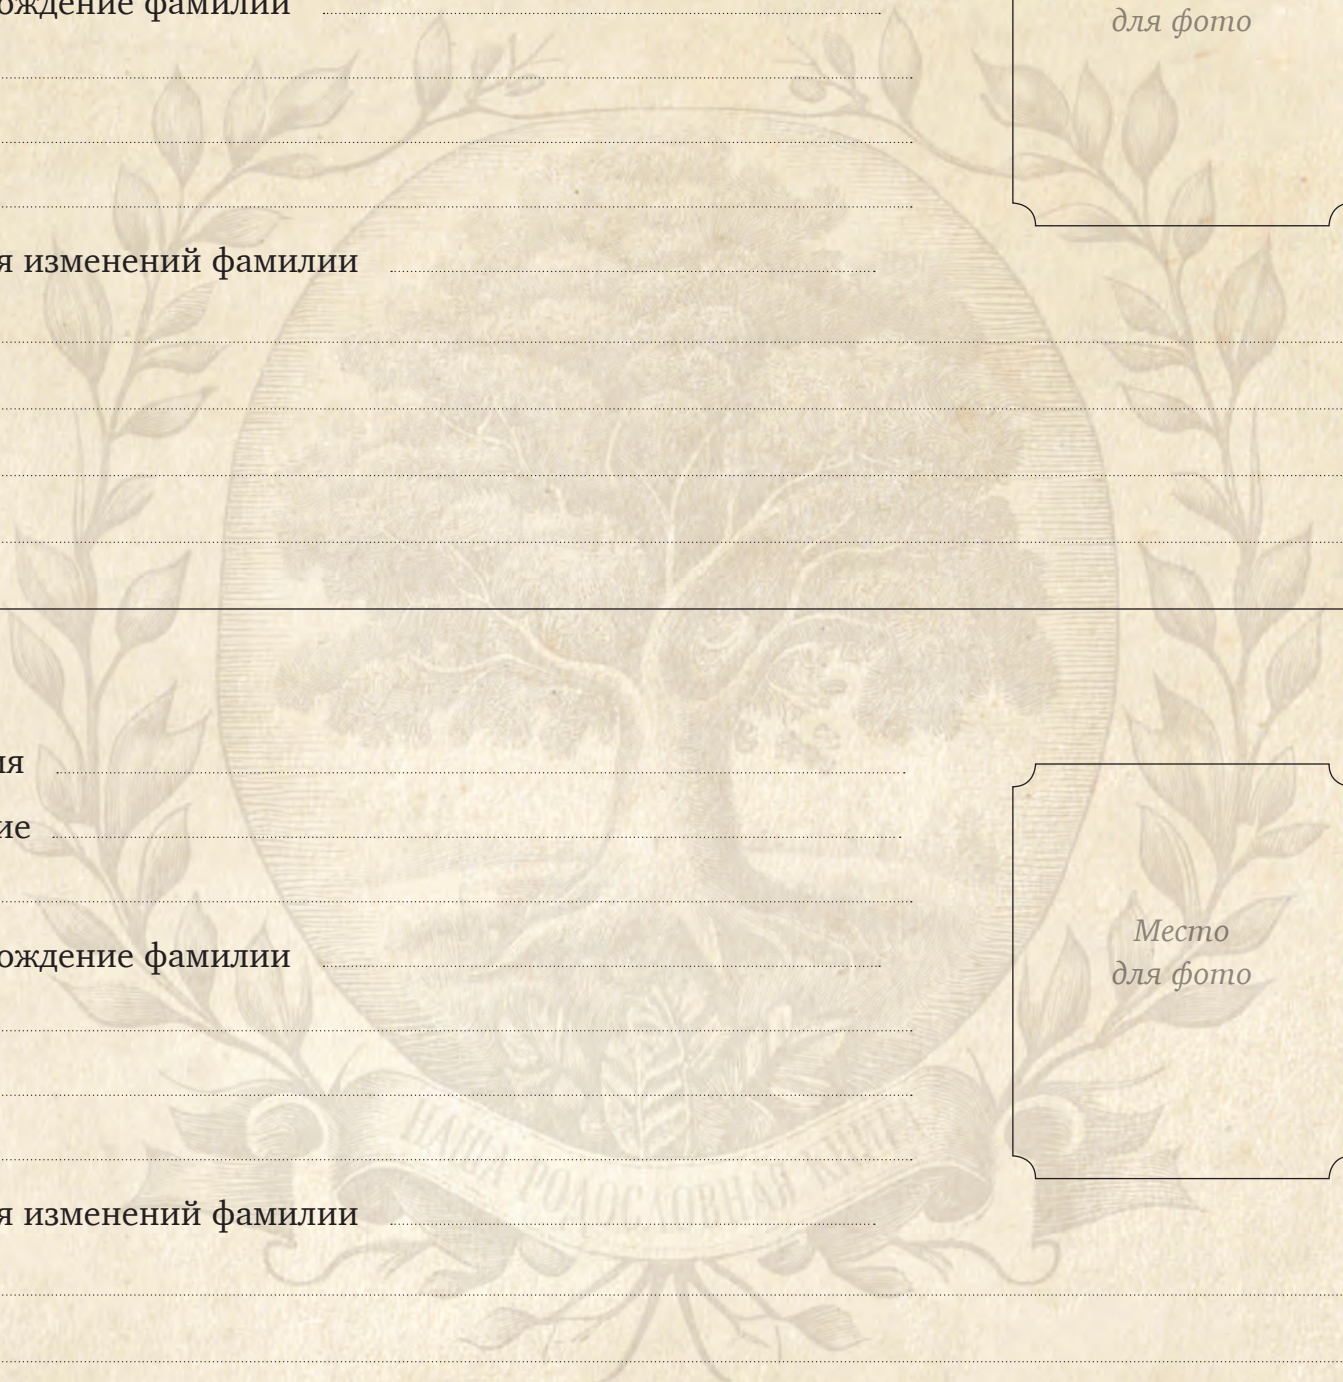 ождение фамилии
для фото
я изменений фамилии
ия
ие
Место
ождение фамилии
для фото
НАША РОДОСЛОВНАЯ КНИГА
я изменений фамилии